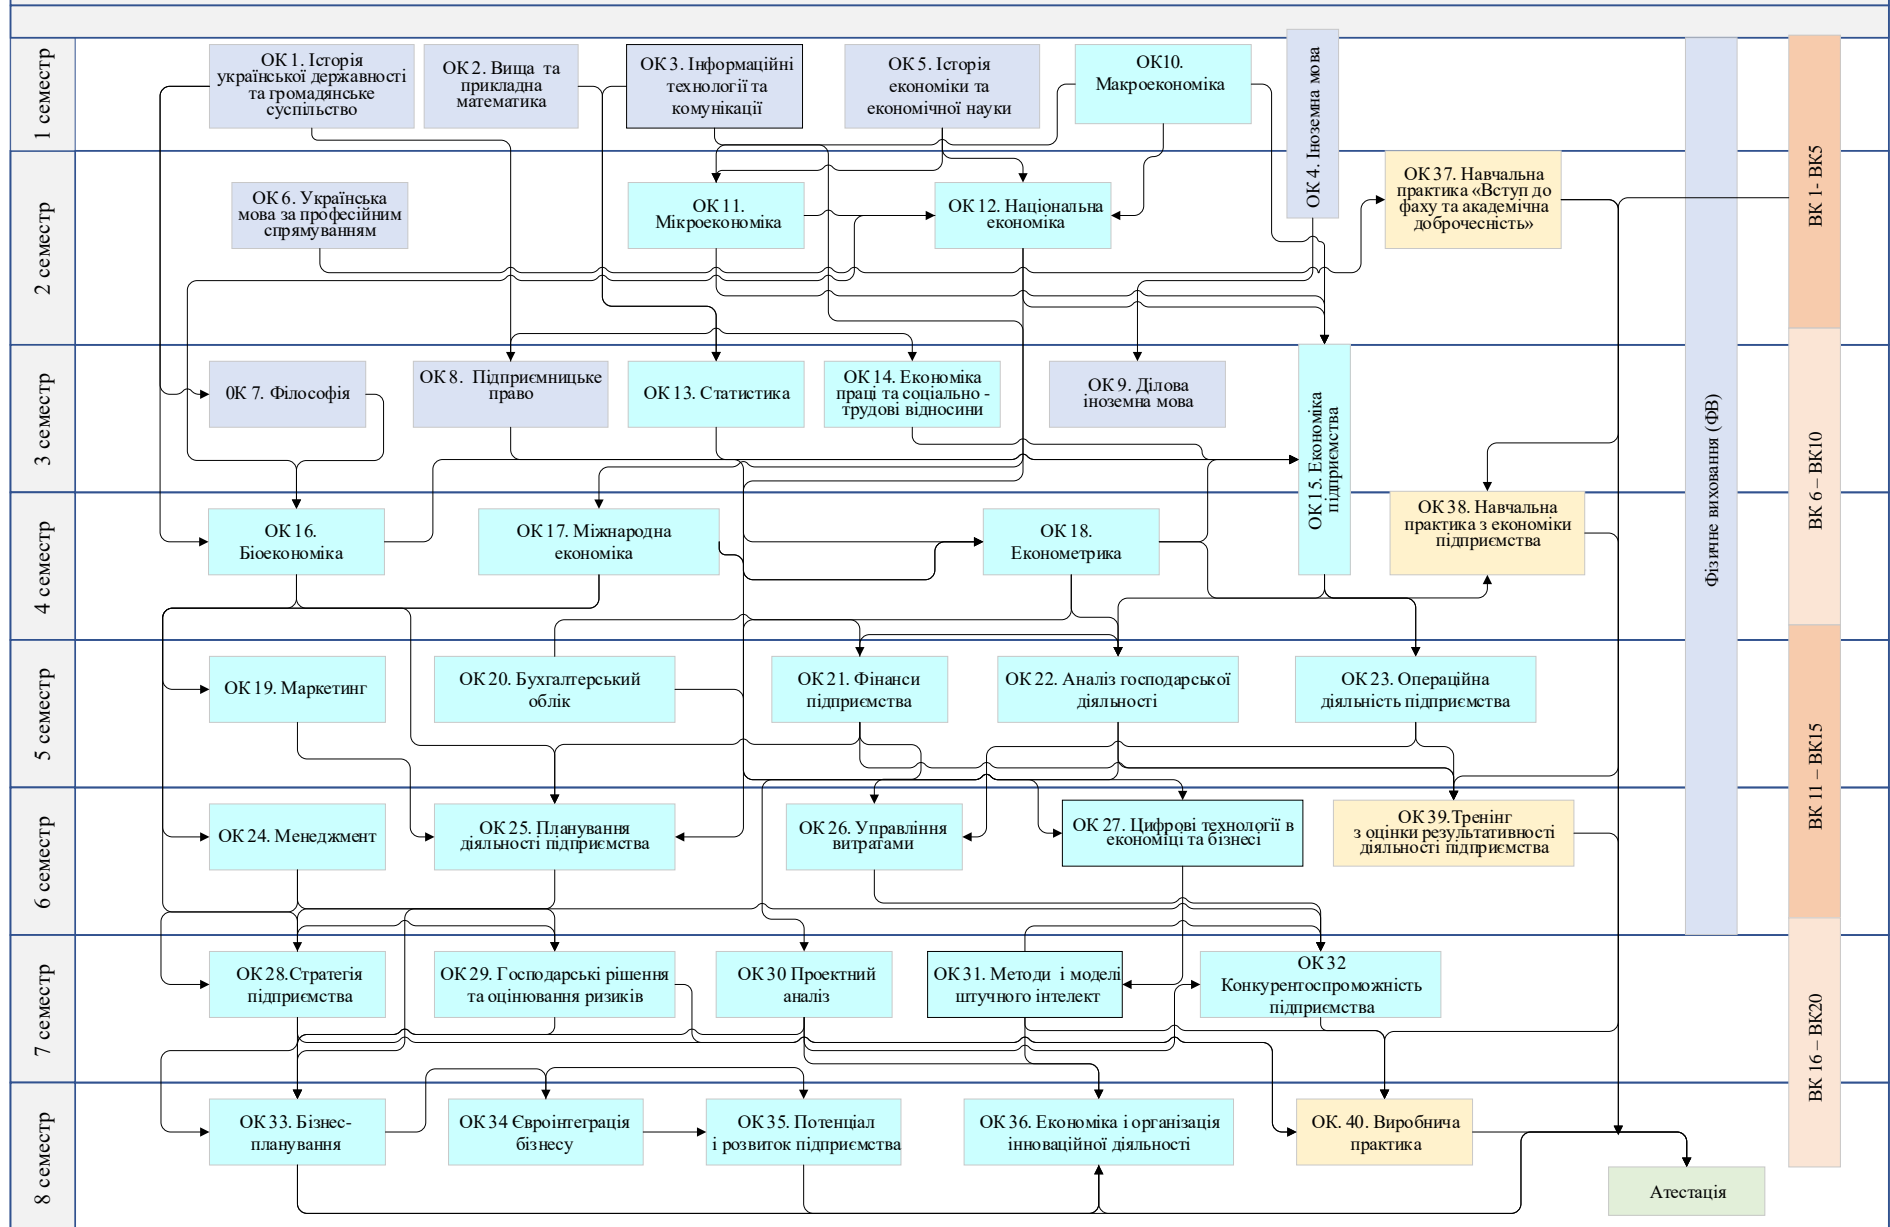 1 семестр
ОК 1. Історія
української державності
та громадянське
суспільство
ОК 2. Вища та
прикладна
математика
ОК 3. Інформаційні
технології та
комунікації
ОК 5. Історія
економіки та
економічної науки
ОК10.
Макроекономіка
ОК 4. Іноземна мова
Фізичне виховання (ФВ)
ВК 1- ВК5
2 семестр
ОК 6. Українська
мова за професійним
спрямуванням
ОК 11.
Мікроекономіка
ОК 12. Національна
економіка
ОК 37. Навчальна
практика «Вступ до
фаху та академічна
доброчесність»
3 семестр
0К 7. Філософія
ОК 8. Підприємницьке
право
ОК 13. Статистика
ОК 14. Економіка
праці та соціально -
трудові відносини
ОК 9. Ділова
іноземна мова
ОК 15. Економіка
підприємства
ВК 6 – ВК10
4 семестр
ОК 16.
Біоекономіка
ОК 17. Міжнародна
економіка
ОК 18.
Економетрика
ОК 38. Навчальна
практика з економіки
підприємства
5 семестр
ОК 19. Маркетинг
ОК 20. Бухгалтерський
облік
ОК 21. Фінанси
підприємства
ОК 22. Аналіз господарської
діяльності
ОК 23. Операційна
діяльність підприємства
ВК 11 – ВК15
6 семестр
ОК 24. Менеджмент
ОК 25. Планування
діяльності підприємства
ОК 26. Управління
витратами
ОК 27. Цифрові технології в
економіці та бізнесі
ОК 39.Тренінг
з оцінки результативності
діяльності підприємства
7 семестр
ОК 28.Стратегія
підприємства
ОК 29. Господарські рішення
та оцінювання ризиків
ОК 30 Проектний
аналіз
ОК 31. Методи і моделі
штучного інтелект
ОК 32
Конкурентоспроможність
підприємства
ВК 16 – ВК20
8 семестр
ОК 33. Бізнес-
планування
ОК 34 Євроінтеграція
бізнесу
ОК 35. Потенціал
і розвиток підприємства
ОК 36. Економіка і організація
інноваційної діяльності
ОК. 40. Виробнича
практика
Атестація